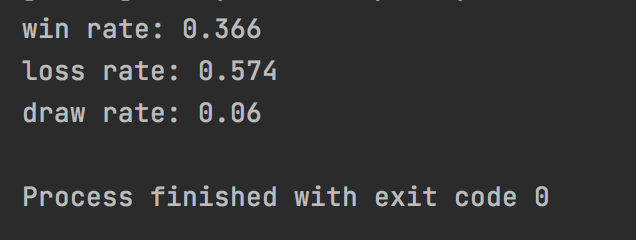 win rate: 0.366
loss rate: 0.574
draw rate: 0.06
Process finished with exit code 0